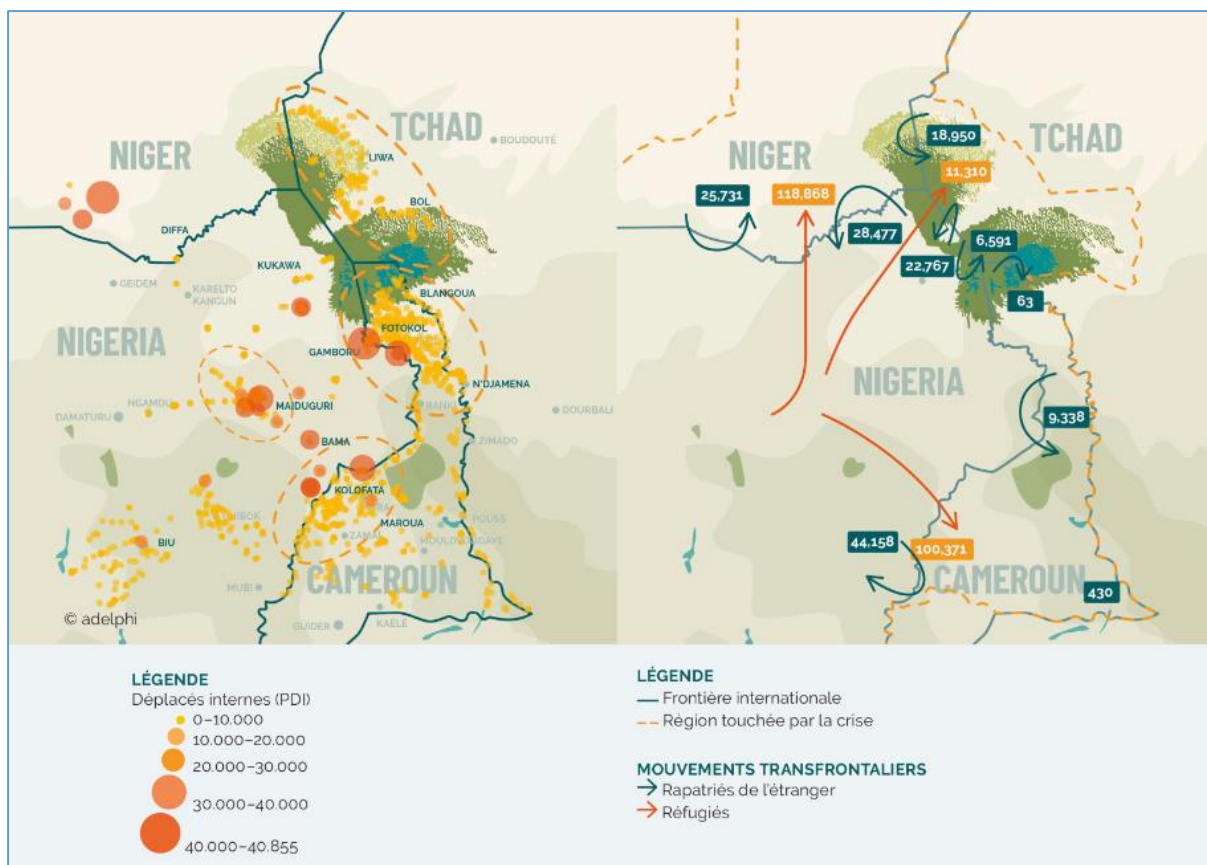 TCHAD
BOUDOUTÉ
NIGER
LIWA
BOL
DIFFA
KUKAWA
GEIDEM
KARELTO
KANGUN
BLANGOUA
NIGERIA
FOTOKOL
GAMBORU
N'DJAMENA
NGAMDU
MAIDUGURI
BANKI
DAMATURU
DOURBALI
BAMA
ZIMADO
KOLOFATA
MAROUA
POUSS
BIU
ZAMAI
MUBI
CAMEROUN
© adelphi
GUIDER
KAÉLÉ
18,950
TCHAD
NIGER
11,310
25,731
118,868
28,477
6,591
22,767
63
NIGERIA
9,338
44,158
100,371
CAMEROUN
430
LÉGENDE
Déplacés internes (PDI)
0–10.000
10.000–20.000
20.000–30.000
30.000–40.000
40.000–40.855
LÉGENDE
Frontière internationale
Région touchée par la crise
MOUVEMENTS TRANSFRONTALIERS
Rapatriés de l'étranger
Réfugiés